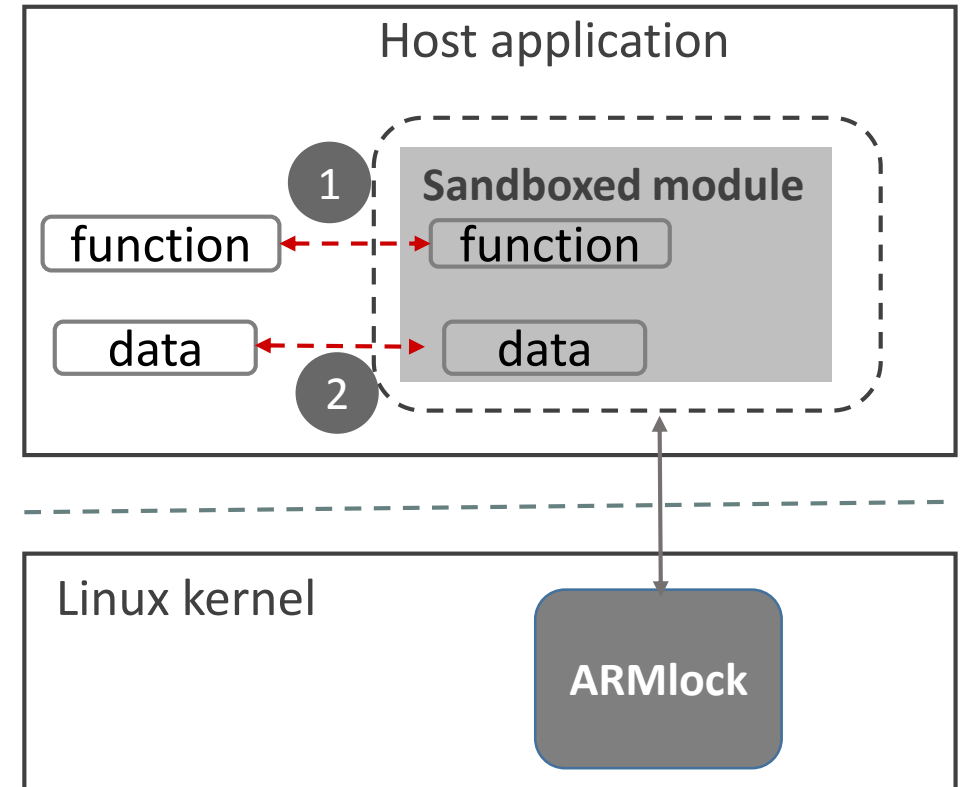 Host application
1
Sandboxed module
function
function
data
data
2
Linux kernel
ARMlock